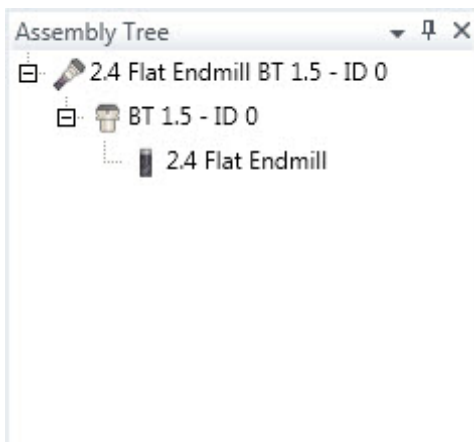 Assembly Tree
2.4 Flat Endmill BT 1.5 - ID 0
BT 1.5 - ID 0
2.4 Flat Endmill